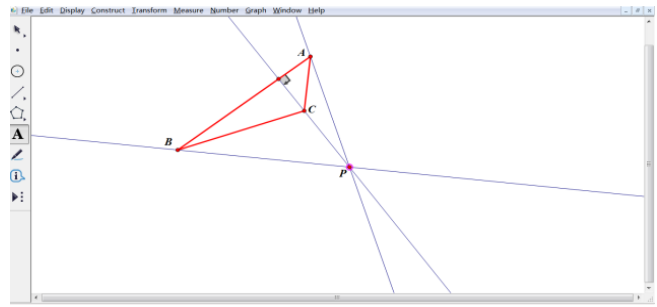 File Edit Display Construct Transform Measure Number Graph Window Help
A
A
C
B
P